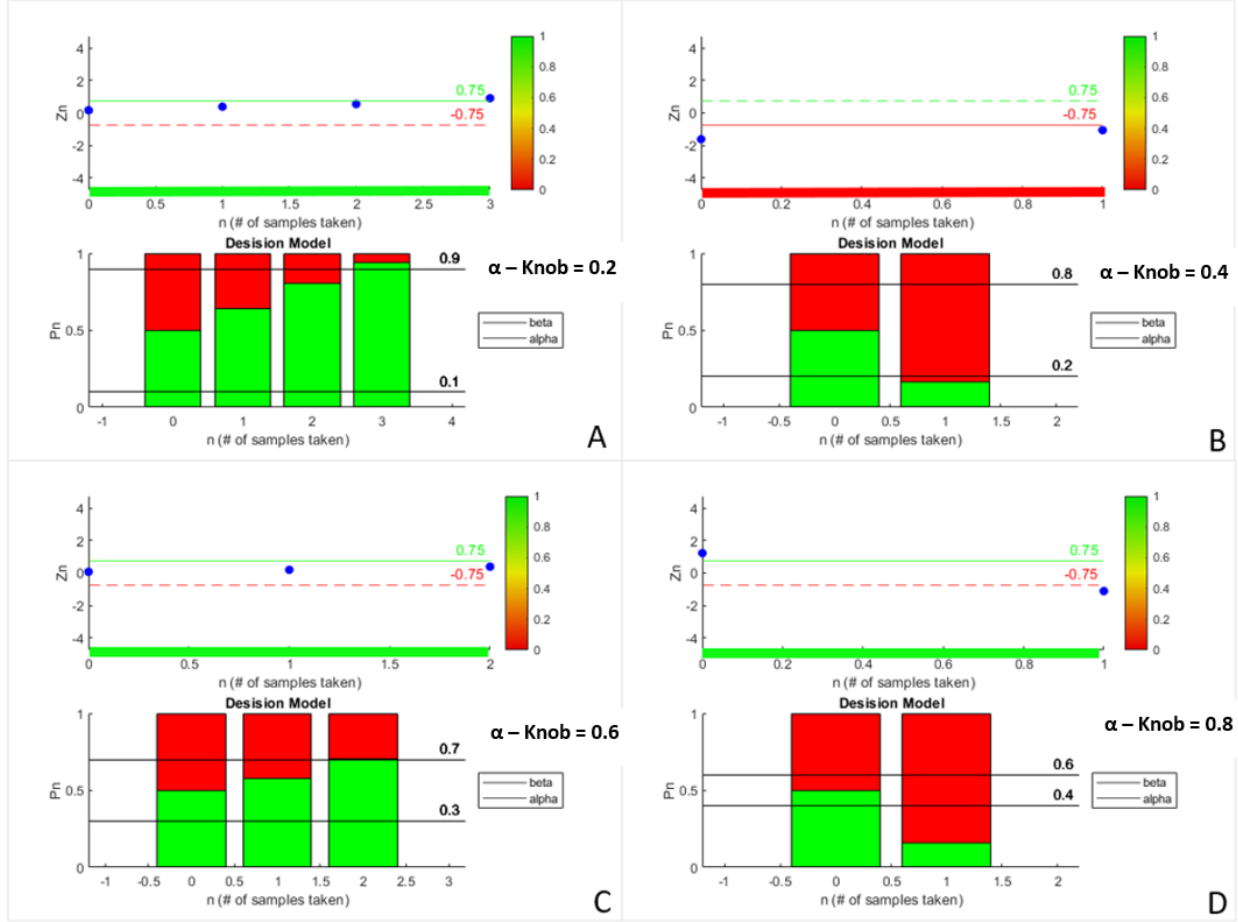 4
2
0
-2
-4
Zn
0.75
-0.75
0 0.5 1 1.5 2 2.5 3
n (# of samples taken)
1
0.8
0.6
0.4
0.2
0
Desision Model
1
0.5
0
Pn
0.9
0.1
-1 0 1 2 3 4
n (# of samples taken)
α – Knob = 0.2
beta
alpha
A
4
2
0
-2
-4
Zn
0.75
-0.75
0 0.2 0.4 0.6 0.8 1
n (# of samples taken)
1
0.8
0.6
0.4
0.2
0
Desision Model
1
0.5
0
Pn
0.8
0.2
-1 -0.5 0 0.5 1 1.5 2
n (# of samples taken)
α – Knob = 0.4
beta
alpha
B
4
2
0
-2
-4
Zn
0.75
-0.75
0 0.5 1 1.5 2
n (# of samples taken)
1
0.8
0.6
0.4
0.2
0
Desision Model
1
0.5
0
Pn
0.7
0.3
-1 -0.5 0 0.5 1 1.5 2 2.5 3
n (# of samples taken)
α – Knob = 0.6
beta
alpha
C
4
2
0
-2
-4
Zn
0.75
-0.75
0 0.2 0.4 0.6 0.8 1
n (# of samples taken)
1
0.8
0.6
0.4
0.2
0
Desision Model
1
0.5
0
Pn
0.6
0.4
-1 -0.5 0 0.5 1 1.5 2
n (# of samples taken)
α – Knob = 0.8
beta
alpha
D